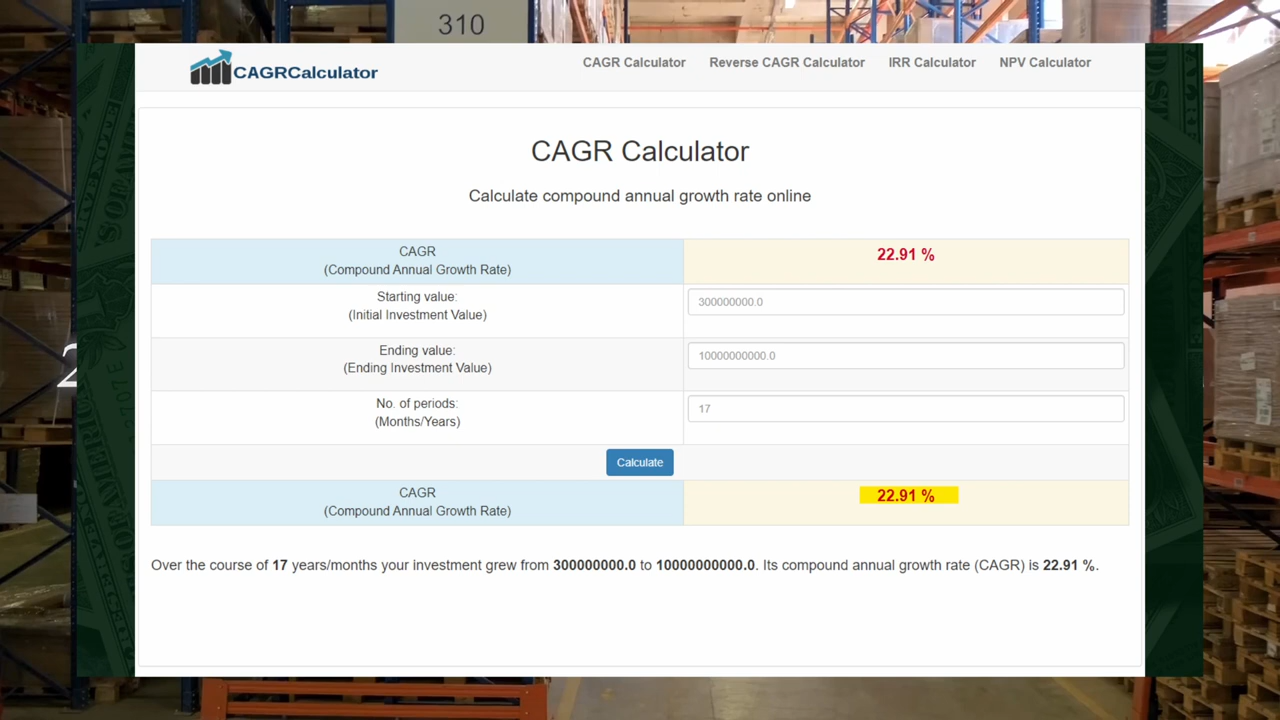 310
CAGRCalculator
CAGR Calculator Reverse CAGR Calculator IRR Calculator NPV Calculator
CAGR Calculator
Calculate compound annual growth rate online
CAGR
(Compound Annual Growth Rate)
22.91 %
Starting value:
(Initial Investment Value)
300000000.0
Ending value:
(Ending Investment Value)
10000000000.0
No. of periods:
(Months/Years)
17
Calculate
CAGR
(Compound Annual Growth Rate)
22.91 %
Over the course of 17 years/months your investment grew from 300000000.0 to 10000000000.0. Its compound annual growth rate (CAGR) is 22.91 %.
2